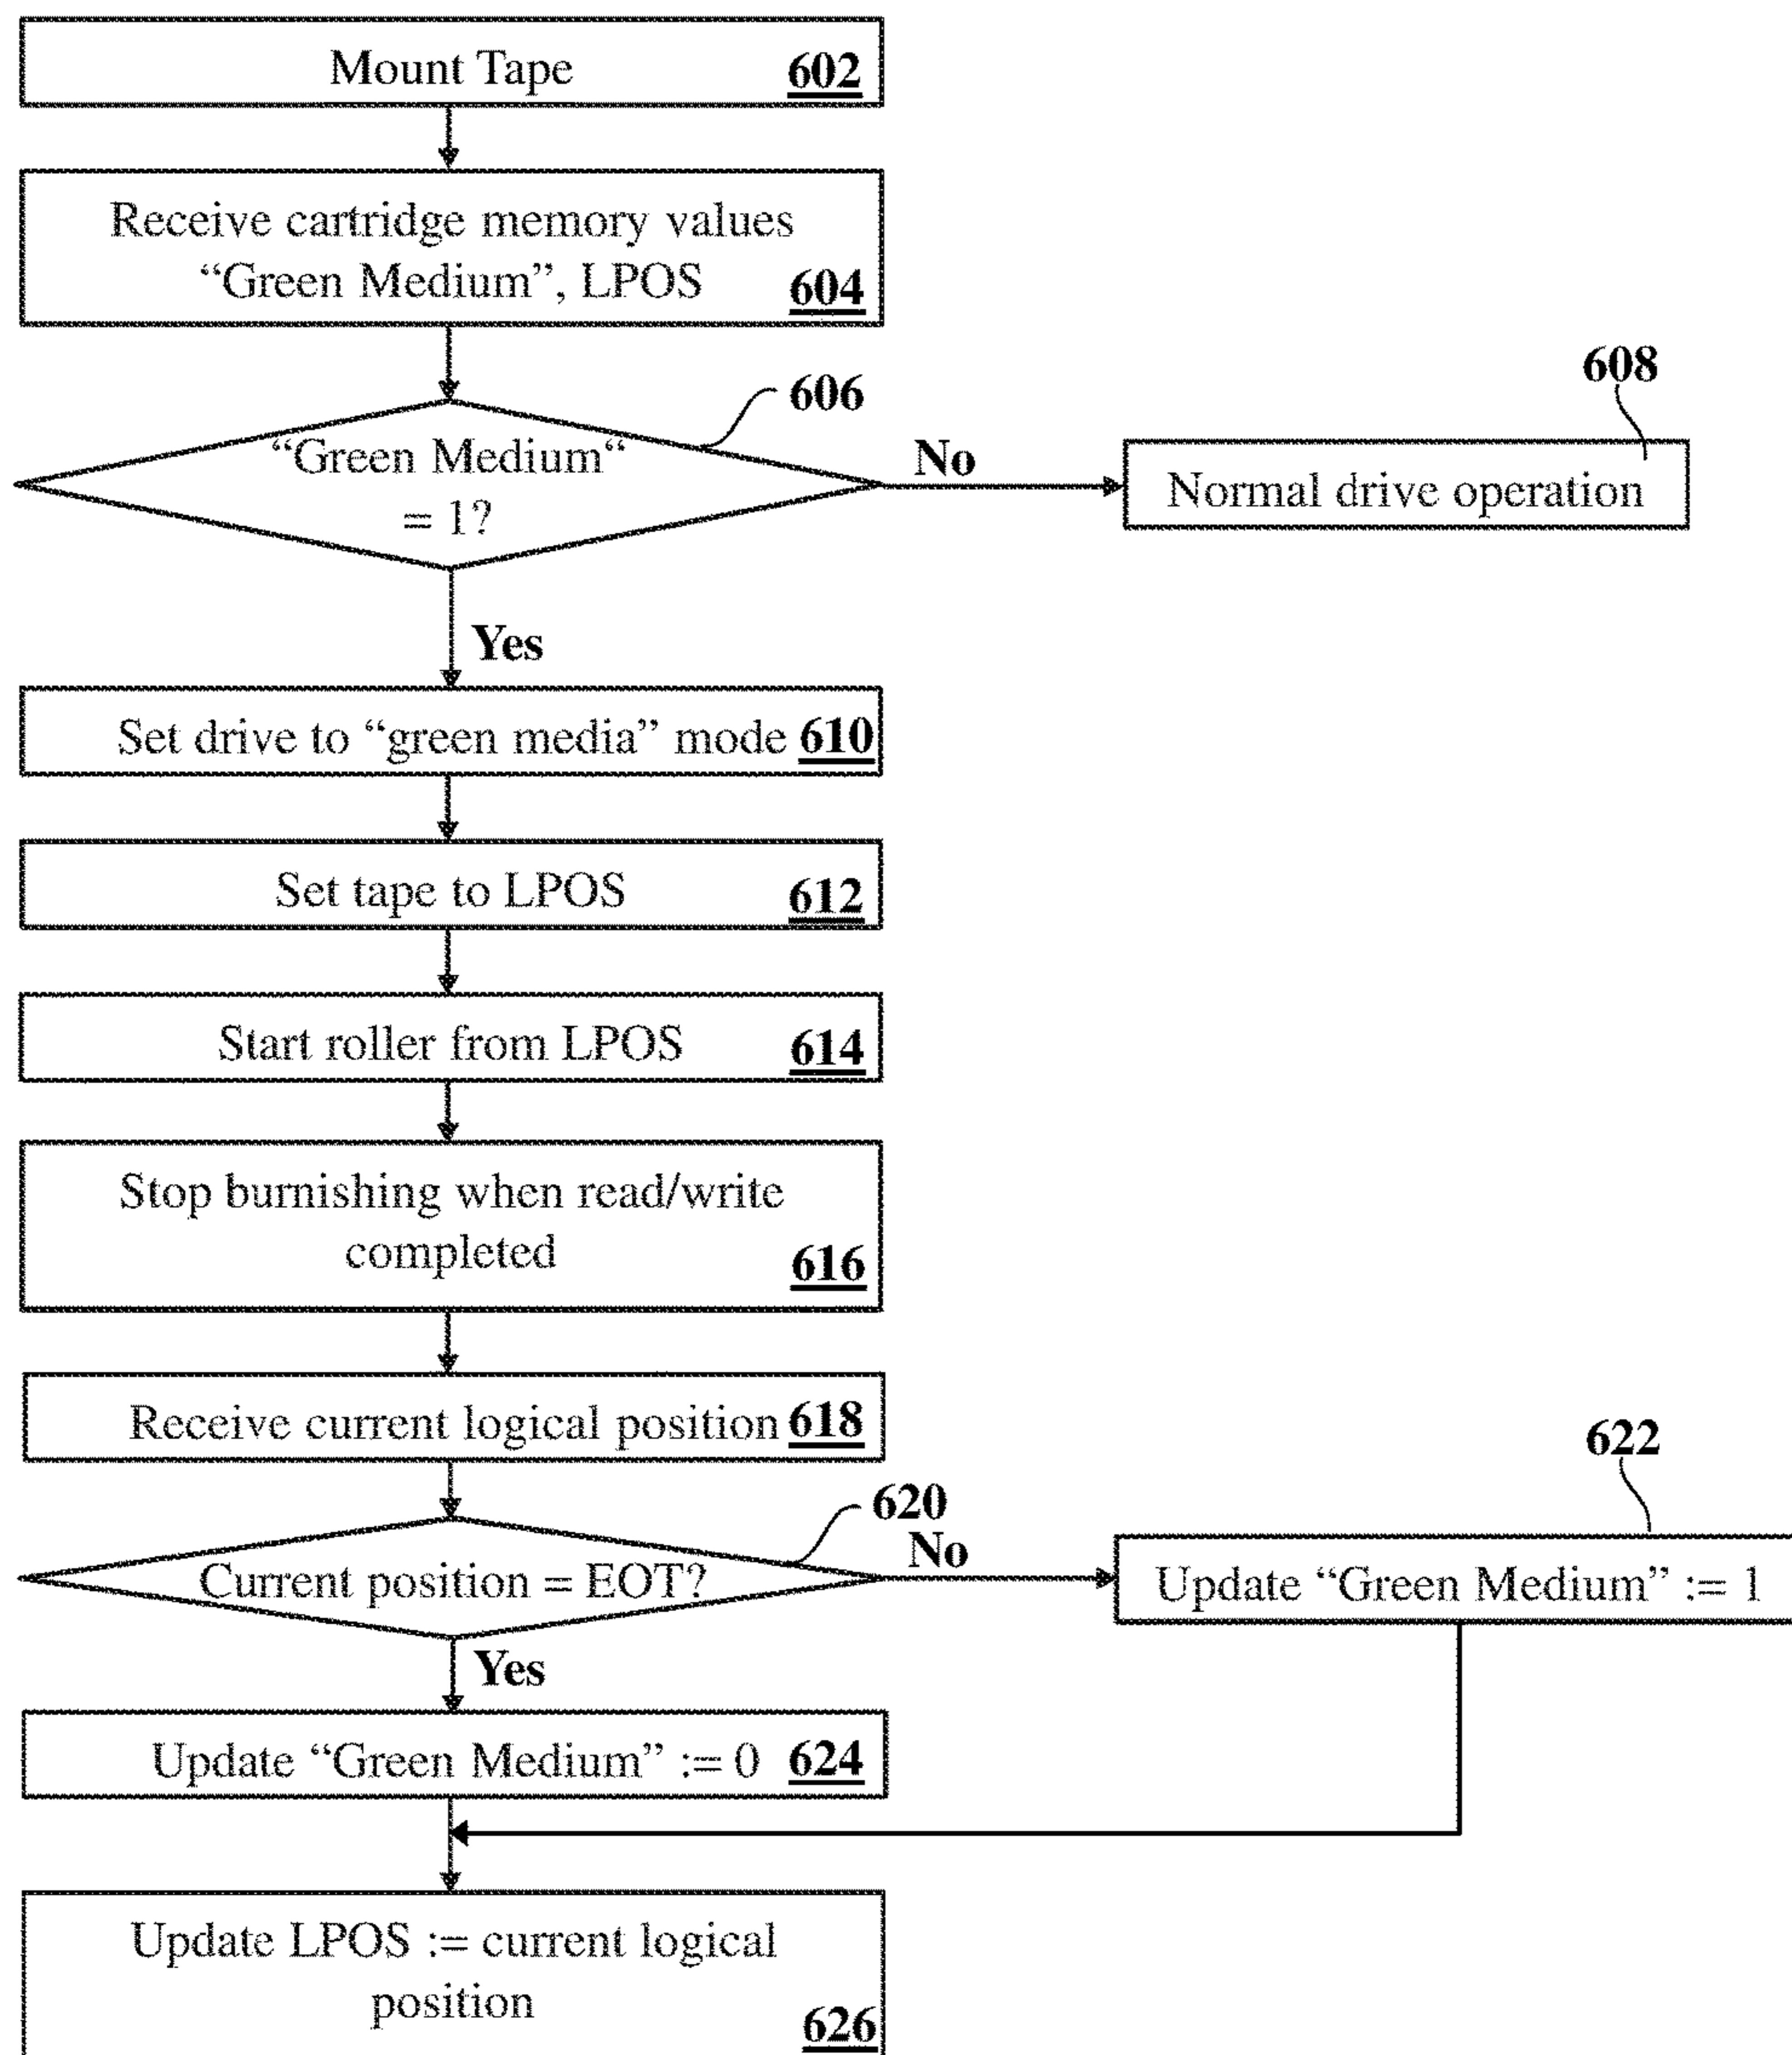 Mount Tape 602
Receive cartridge memory values
“Green Medium”, LPOS 604
606
608
“Green Medium“
= 1?
No
Normal drive operation
Yes
Set drive to “green media” mode 610
Set tape to LPOS 612
Start roller from LPOS 614
Stop burnishing when read/write
completed 616
Receive current logical position 618
620
622
Current position = EOT?
No
Update “Green Medium” := 1
Yes
Update “Green Medium” := 0 624
Update LPOS := current logical
position
626